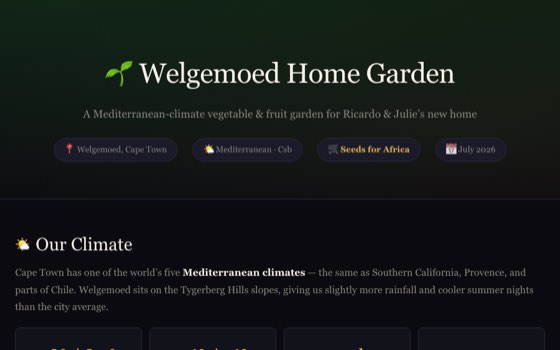 Welgemoed Home Garden
A Mediterranean-climate vegetable & fruit garden for Ricardo & Julie's new home
Welgemoed, Cape Town
Mediterranean · Csb
Seeds for Africa
July 2026
Our Climate
Cape Town has one of the world's five Mediterranean climates — the same as Southern California, Provence, and
parts of Chile. Welgemoed sits on the Tygerberg Hills slopes, giving us slightly more rainfall and cooler summer nights
than the city average.